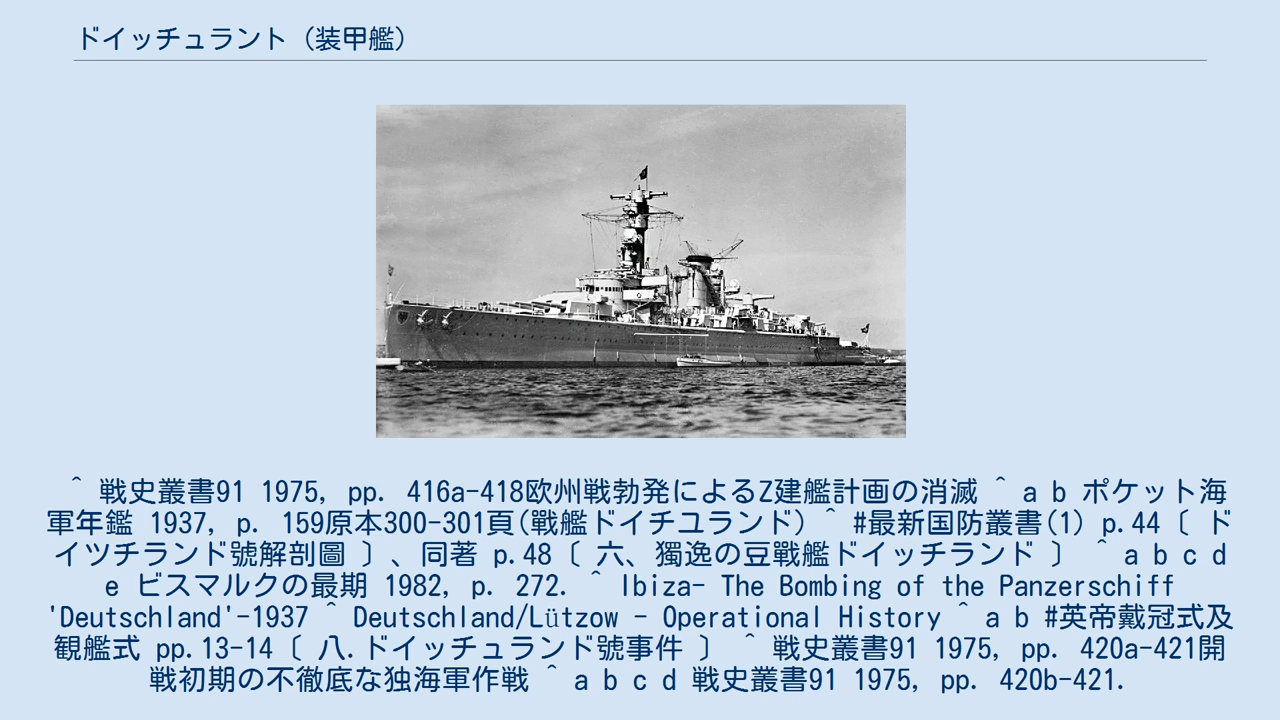 ドイッチュラント（装甲艦）
^ 戦史叢書91 1975, pp. 416a-418欧州戦勃発によるZ建艦計画の消滅 ^ a b ポケット海
軍年鑑 1937, p. 159原本300-301頁(戰艦ドイチユランド) ^ #最新国防叢書(1) p.44〔 ド
イツチランド號解剖圖 〕、同著 p.48〔 六、獨逸の豆戰艦ドイッチランド 〕 ^ a b c d
e ビスマルクの最期 1982, p. 272. ^ Ibiza- The Bombing of the Panzerschiff
'Deutschland'-1937 ^ Deutschland/Lützow - Operational History ^ a b #英帝戴冠式及
観艦式 pp.13-14〔 八.ドイッチュランド號事件 〕 ^ 戦史叢書91 1975, pp. 420a-421開
戦初期の不徹底な独海軍作戦 ^ a b c d 戦史叢書91 1975, pp. 420b-421.